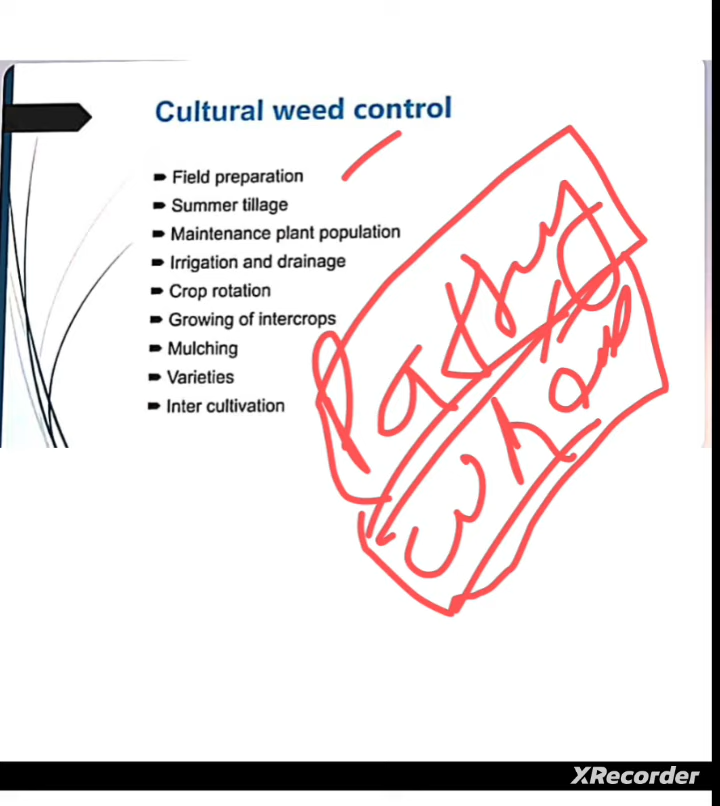 Cultural weed control
Field preparation
Summer tillage
Maintenance plant population
Irrigation and drainage
Crop rotation
Growing of intercrops
Mulching
Varieties
Inter cultivation
XRecorder